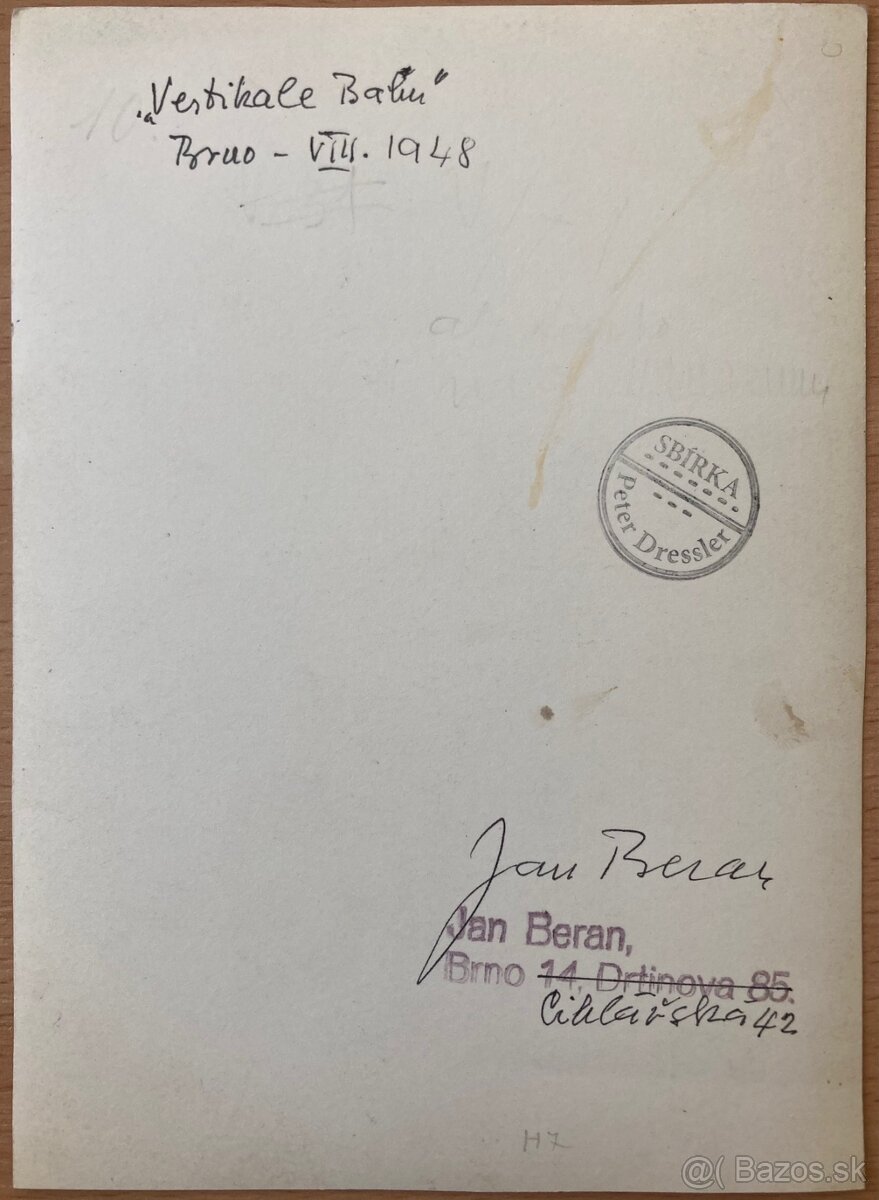 „Vertikale Bahn"
Brno - VIII. 1948
SBÍRKA
Peter Dressler
Jan Beran
Jan Beran,
Brno 14, Drtinova 85.
Cihlářská 42
H7
@( Bazos.sk